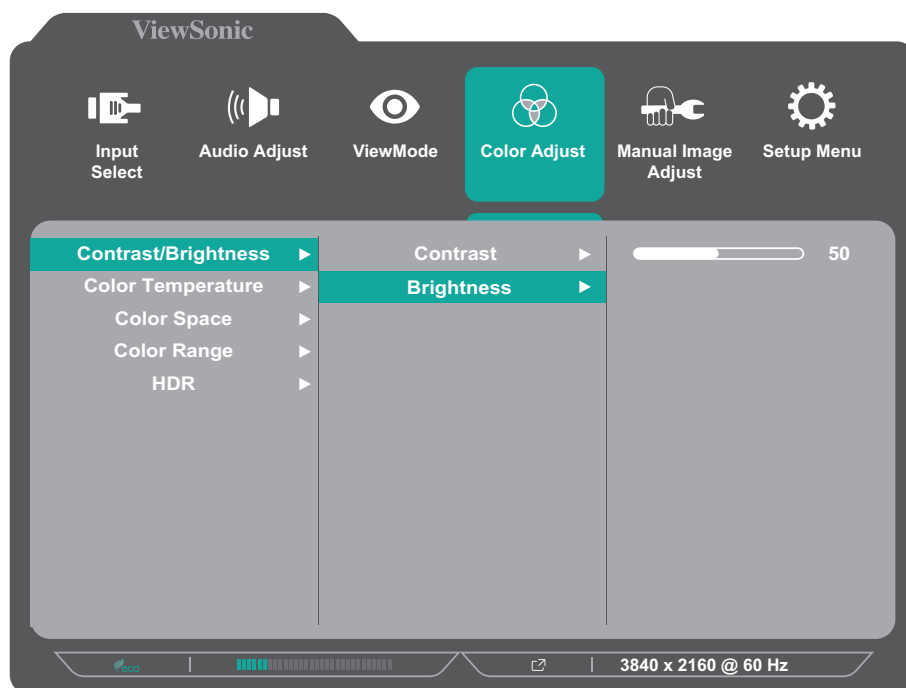 ViewSonic
Input
Select
Audio Adjust
ViewMode
Color Adjust
Manual Image
Adjust
Setup Menu
Contrast/Brightness
Color Temperature
Color Space
Color Range
HDR
Contrast
Brightness
50
eco
3840 x 2160 @ 60 Hz